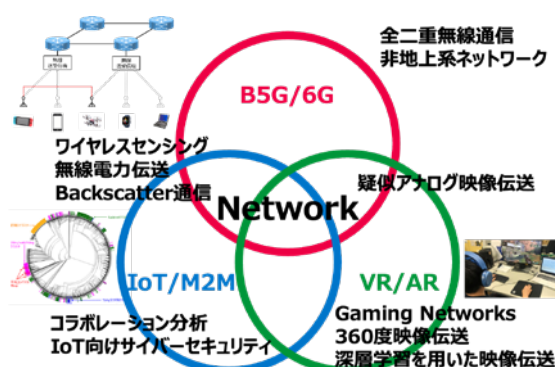 全二重無線通信
非地上系ネットワーク
B5G/6G
ワイヤレスセンシング
無線電力伝送
Backscatter通信
疑似アナログ映像伝送
Network
IoT/M2M
VR/AR
コラボレーション分析
IoT向けサイバーセキュリティ
Gaming Networks
360度映像伝送
深層学習を用いた映像伝送